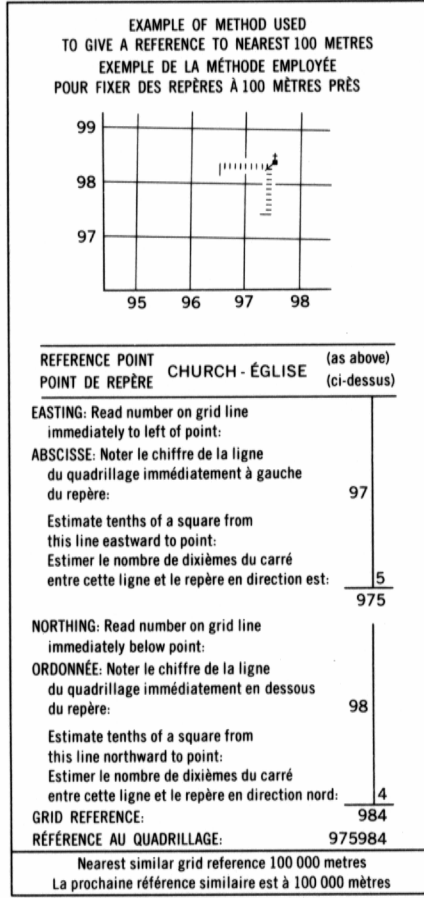 EXAMPLE OF METHOD USED
TO GIVE A REFERENCE TO NEAREST 100 METRES
EXEMPLE DE LA MÉTHODE EMPLOYÉE
POUR FIXER DES REPÈRES À 100 MÈTRES PRÈS
99
98
97
95 96 97 98
REFERENCE POINT
POINT DE REPÈRE
CHURCH - ÉGLISE
(as above)
(ci-dessus)
EASTING: Read number on grid line
immediately to left of point:
ABSCISSE: Noter le chiffre de la ligne
du quadrillage immédiatement à gauche
du repère: 97
Estimate tenths of a square from
this line eastward to point:
Estimer le nombre de dixièmes du carré
entre cette ligne et le repère en direction est: 5
975
NORTHING: Read number on grid line
immediately below point:
ORDONNÉE: Noter le chiffre de la ligne
du quadrillage immédiatement en dessous
du repère: 98
Estimate tenths of a square from
this line northward to point:
Estimer le nombre de dixièmes du carré
entre cette ligne et le repère en direction nord: 4
GRID REFERENCE: 984
RÉFÉRENCE AU QUADRILLAGE: 975984
Nearest similar grid reference 100 000 metres
La prochaine référence similaire est à 100 000 mètres